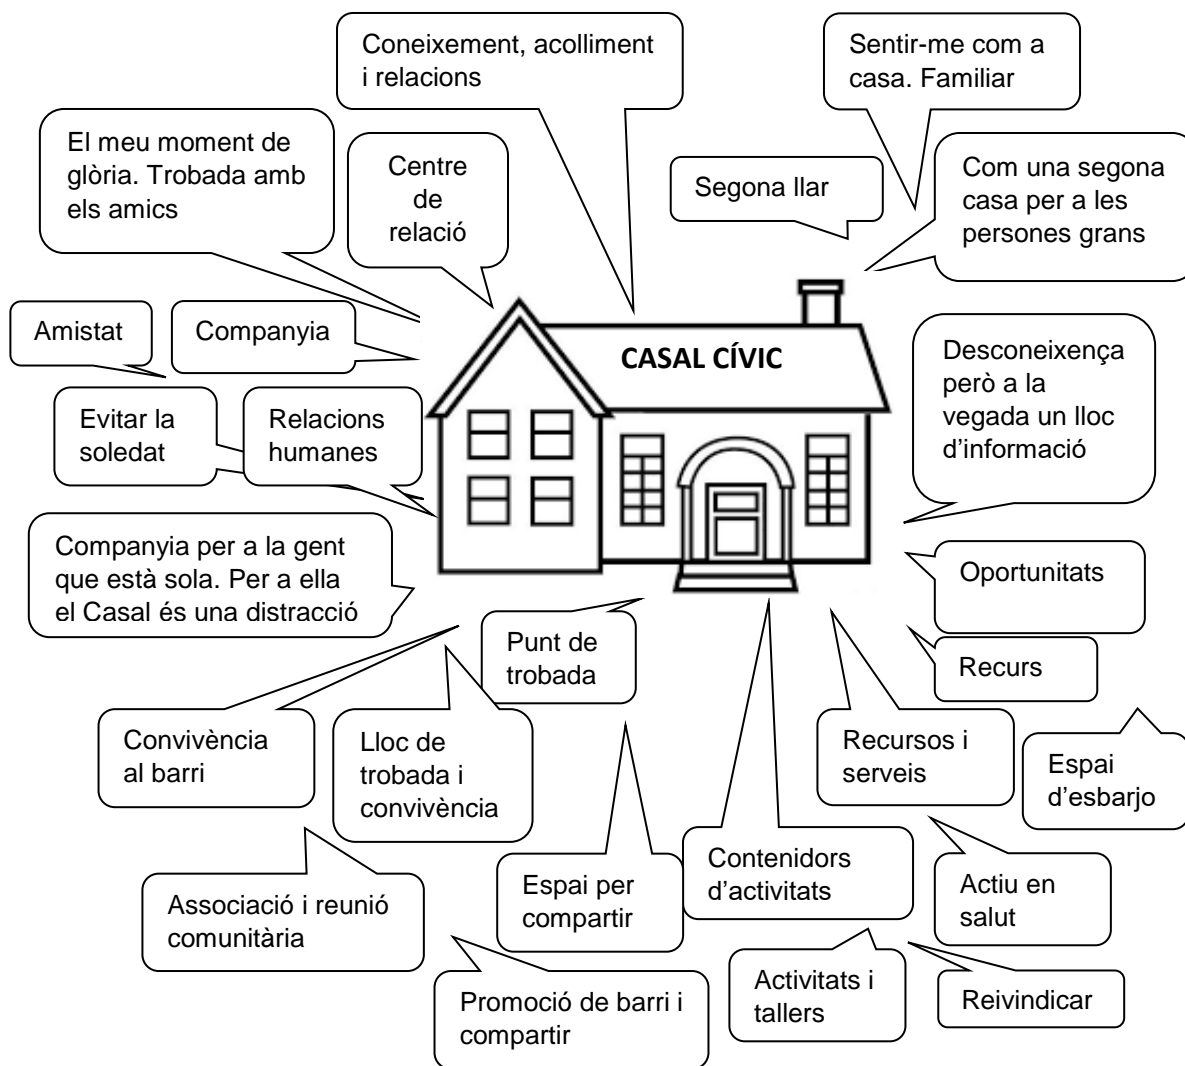 Coneixement, acolliment
i relacions
Sentir-me com a
casa. Familiar
El meu moment de
glòria. Trobada amb
els amics
Centre
de
relació
Segona llar
Com una segona
casa per a les
persones grans
Amistat
Companyia
CASAL CÍVIC
Desconeixença
però a la
vegada un lloc
d’informació
Evitar la
soledat
Relacions
humanes
Companyia per a la gent
que està sola. Per a ella
el Casal és una distracció
Oportunitats
Punt de
trobada
Recurs
Convivència
al barri
Lloc de
trobada i
convivència
Recursos i
serveis
Espai
d’esbarjo
Associació i reunió
comunitària
Espai per
compartir
Contenidors
d’activitats
Actiu en
salut
Promoció de barri i
compartir
Activitats i
tallers
Reivindicar